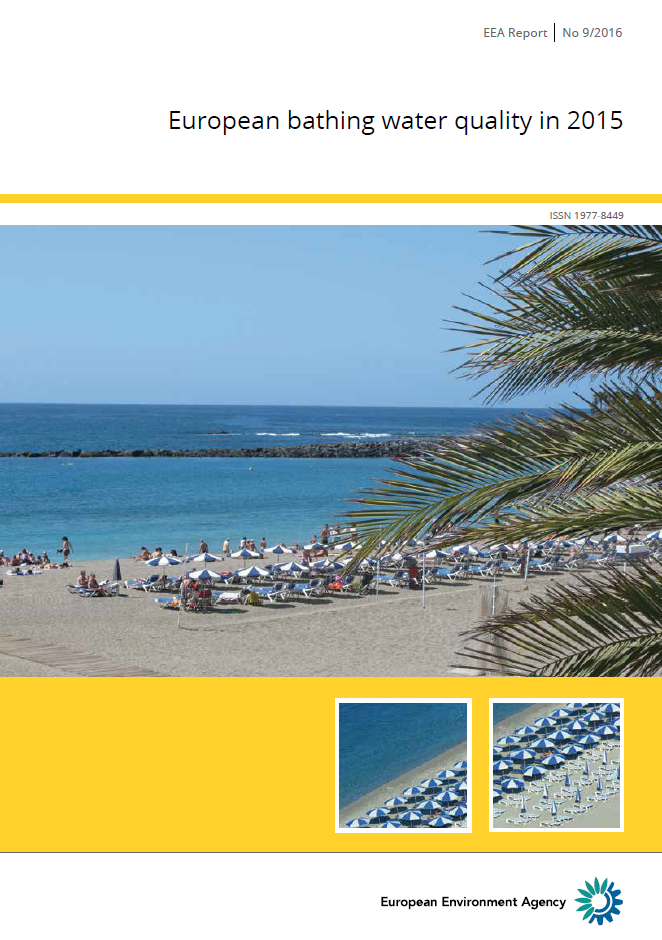 EEA Report | No 9/2016
European bathing water quality in 2015
ISSN 1977-8449
European Environment Agency